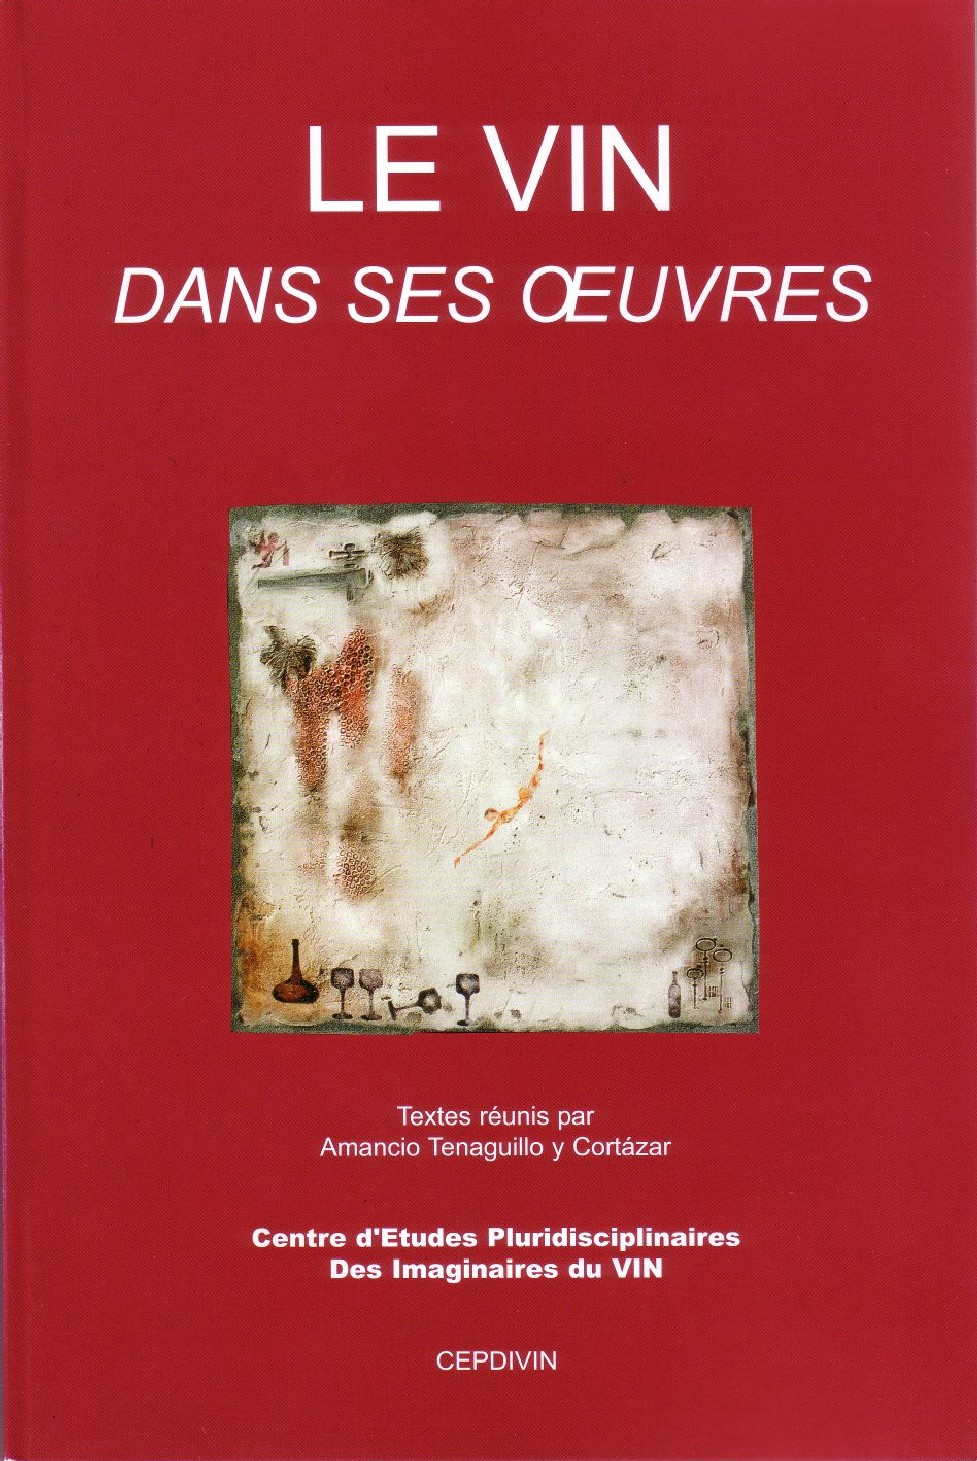 LE VIN
DANS SES ŒUVRES
Textes réunis par
Amancio Tenaguillo y Cortázar
Centre d'Etudes Pluridisciplinaires
Des Imaginaires du VIN
CEPDIVIN